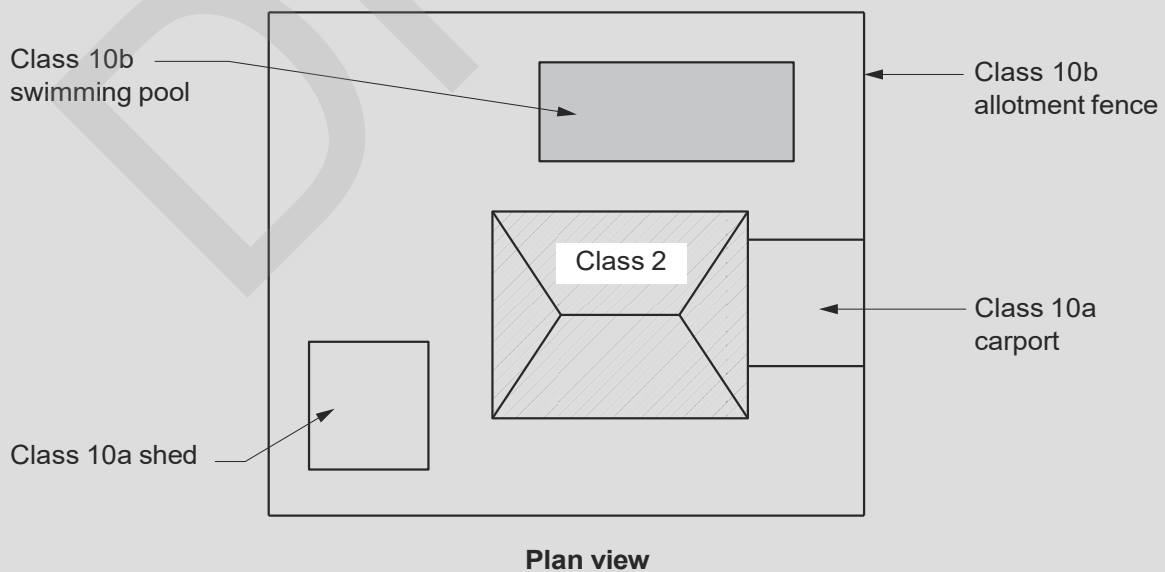 Class 10b
swimming pool
Class 10b
allotment fence
Class 2
Class 10a
carport
Class 10a shed
Plan view